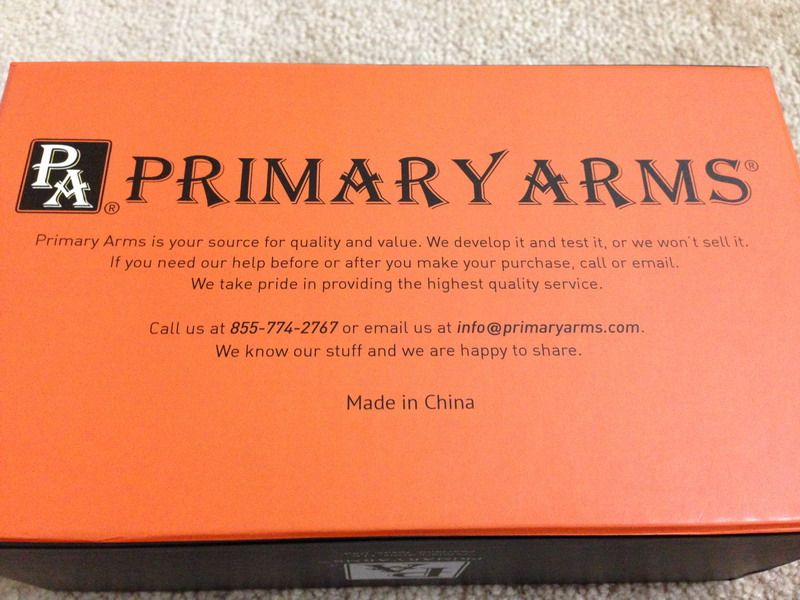 PA® PRIMARY ARMS®
Primary Arms is your source for quality and value. We develop it and test it, or we won't sell it.
If you need our help before or after you make your purchase, call or email.
We take pride in providing the highest quality service.
Call us at 855-774-2767 or email us at info@primaryarms.com.
We know our stuff and we are happy to share.
Made in China
PRIMARY ARMS
PA